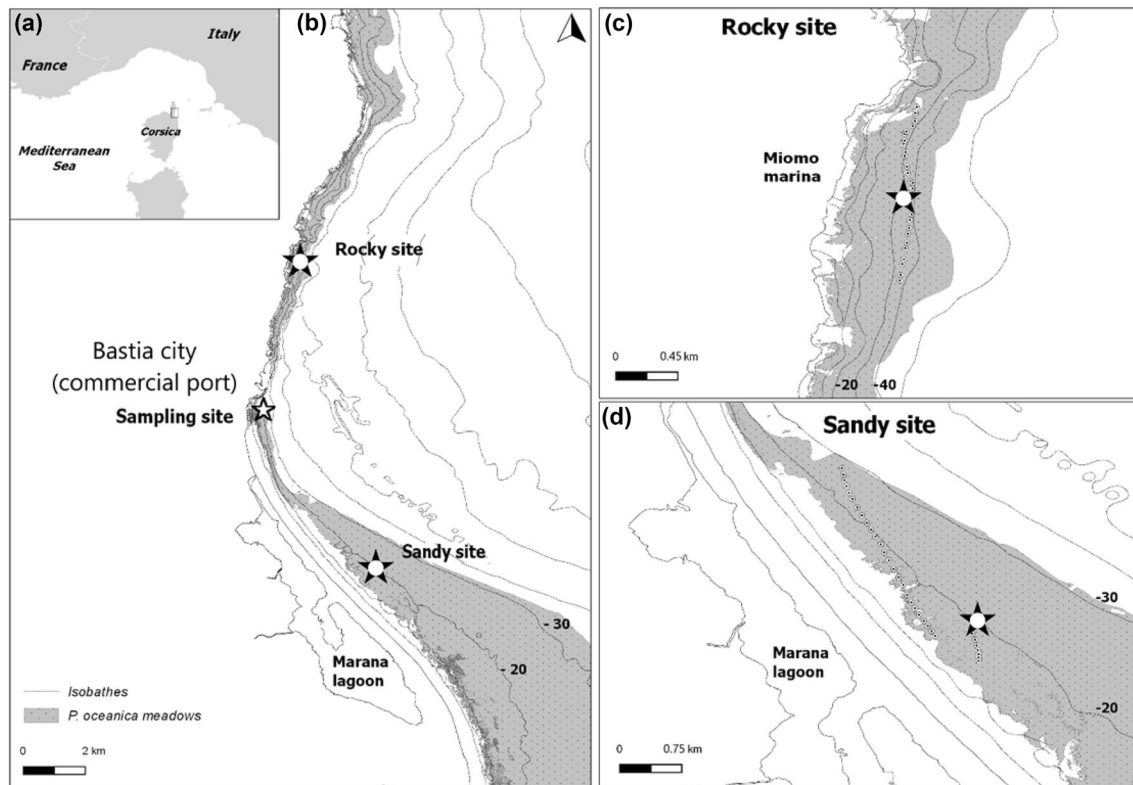 (a)
Italy
France
Corsica
Mediterranean
Sea
(b)
Rocky site
Bastia city
(commercial port)
Sampling site
Sandy site
- 30
- 20
Marana
lagoon
Isobathes
P. oceanica meadows
0 2 km
(c)
Rocky site
Miomo
marina
0 0.45 km
-20 -40
(d)
Sandy site
-30
Marana
lagoon
-20
0 0.75 km